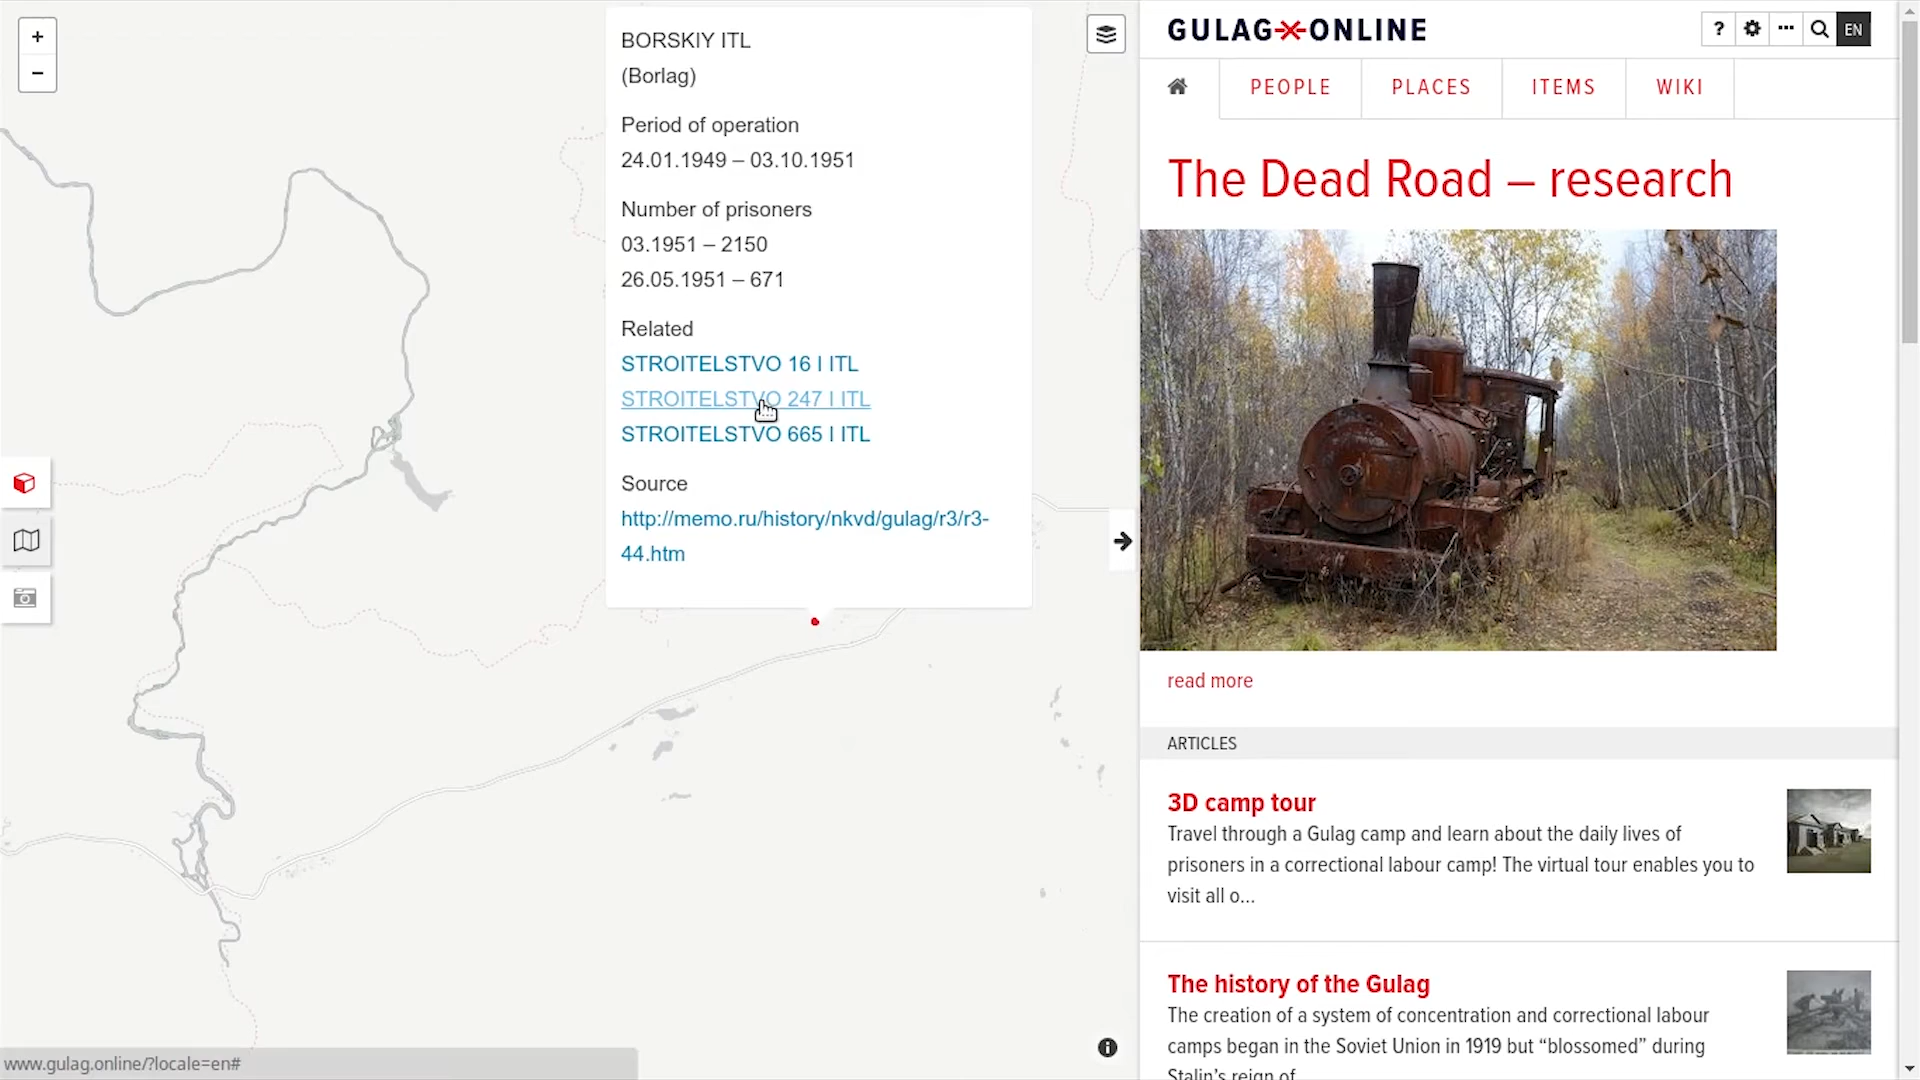 +
−
BORSKIY ITL
(Borlag)
Period of operation
24.01.1949 – 03.10.1951
Number of prisoners
03.1951 – 2150
26.05.1951 – 671
Related
STROITELSTVO 16 I ITL
STROITELSTVO 247 I ITL
STROITELSTVO 665 I ITL
Source
http://memo.ru/history/nkvd/gulag/r3/r3-
44.htm
www.gulag.online/?locale=en#
GULAG ONLINE
? EN
PEOPLE PLACES ITEMS WIKI
The Dead Road – research
read more
ARTICLES
3D camp tour
Travel through a Gulag camp and learn about the daily lives of
prisoners in a correctional labour camp! The virtual tour enables you to
visit all o...
The history of the Gulag
The creation of a system of concentration and correctional labour
camps began in the Soviet Union in 1919 but “blossomed” during
Stalin's reign of